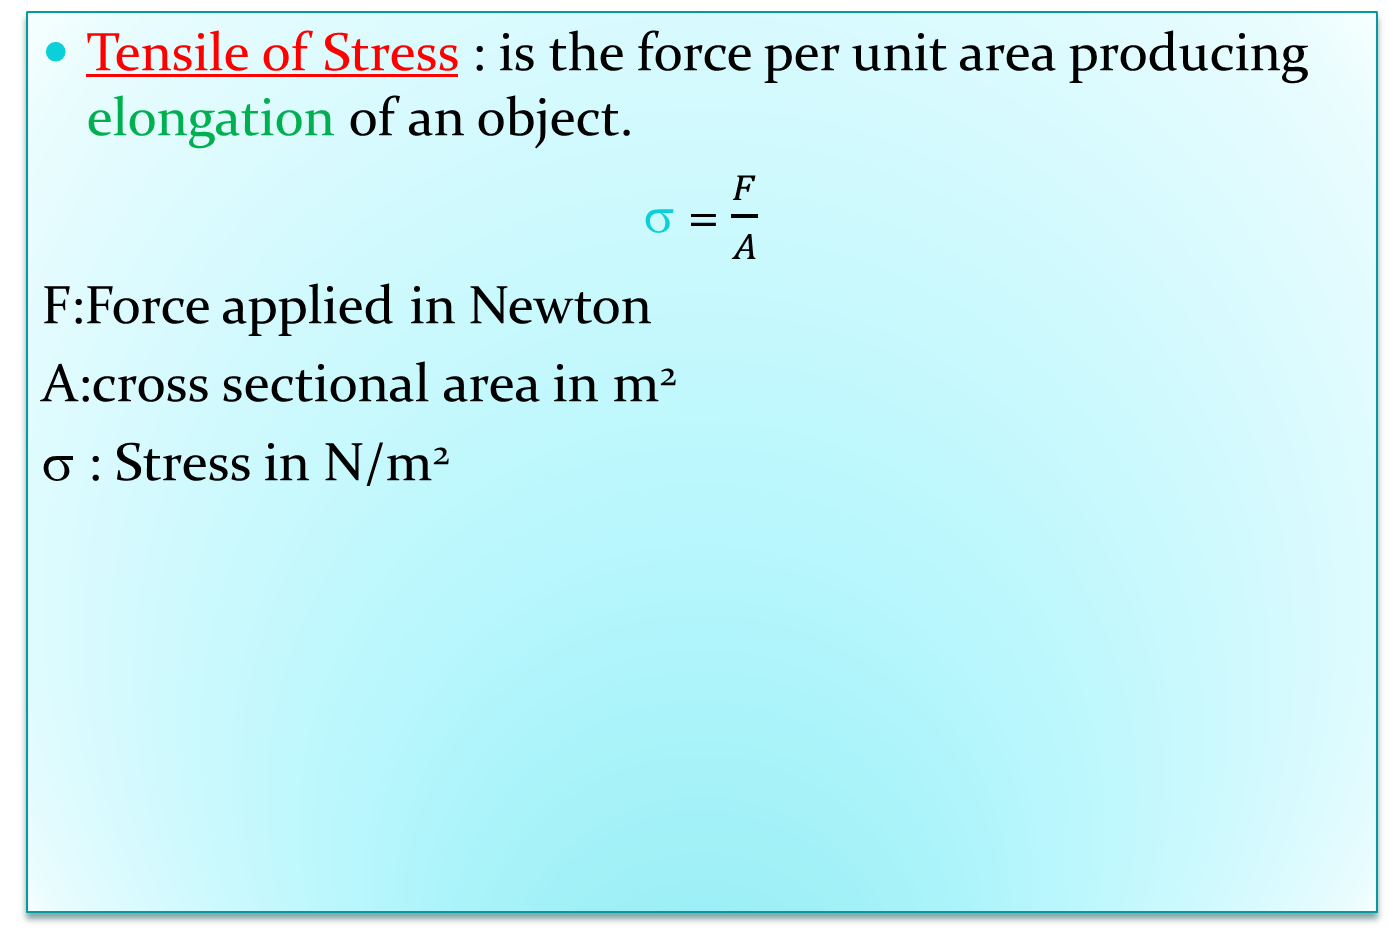 • Tensile of Stress : is the force per unit area producing
elongation of an object.
σ = F/A
F:Force applied in Newton
A:cross sectional area in m²
σ : Stress in N/m²